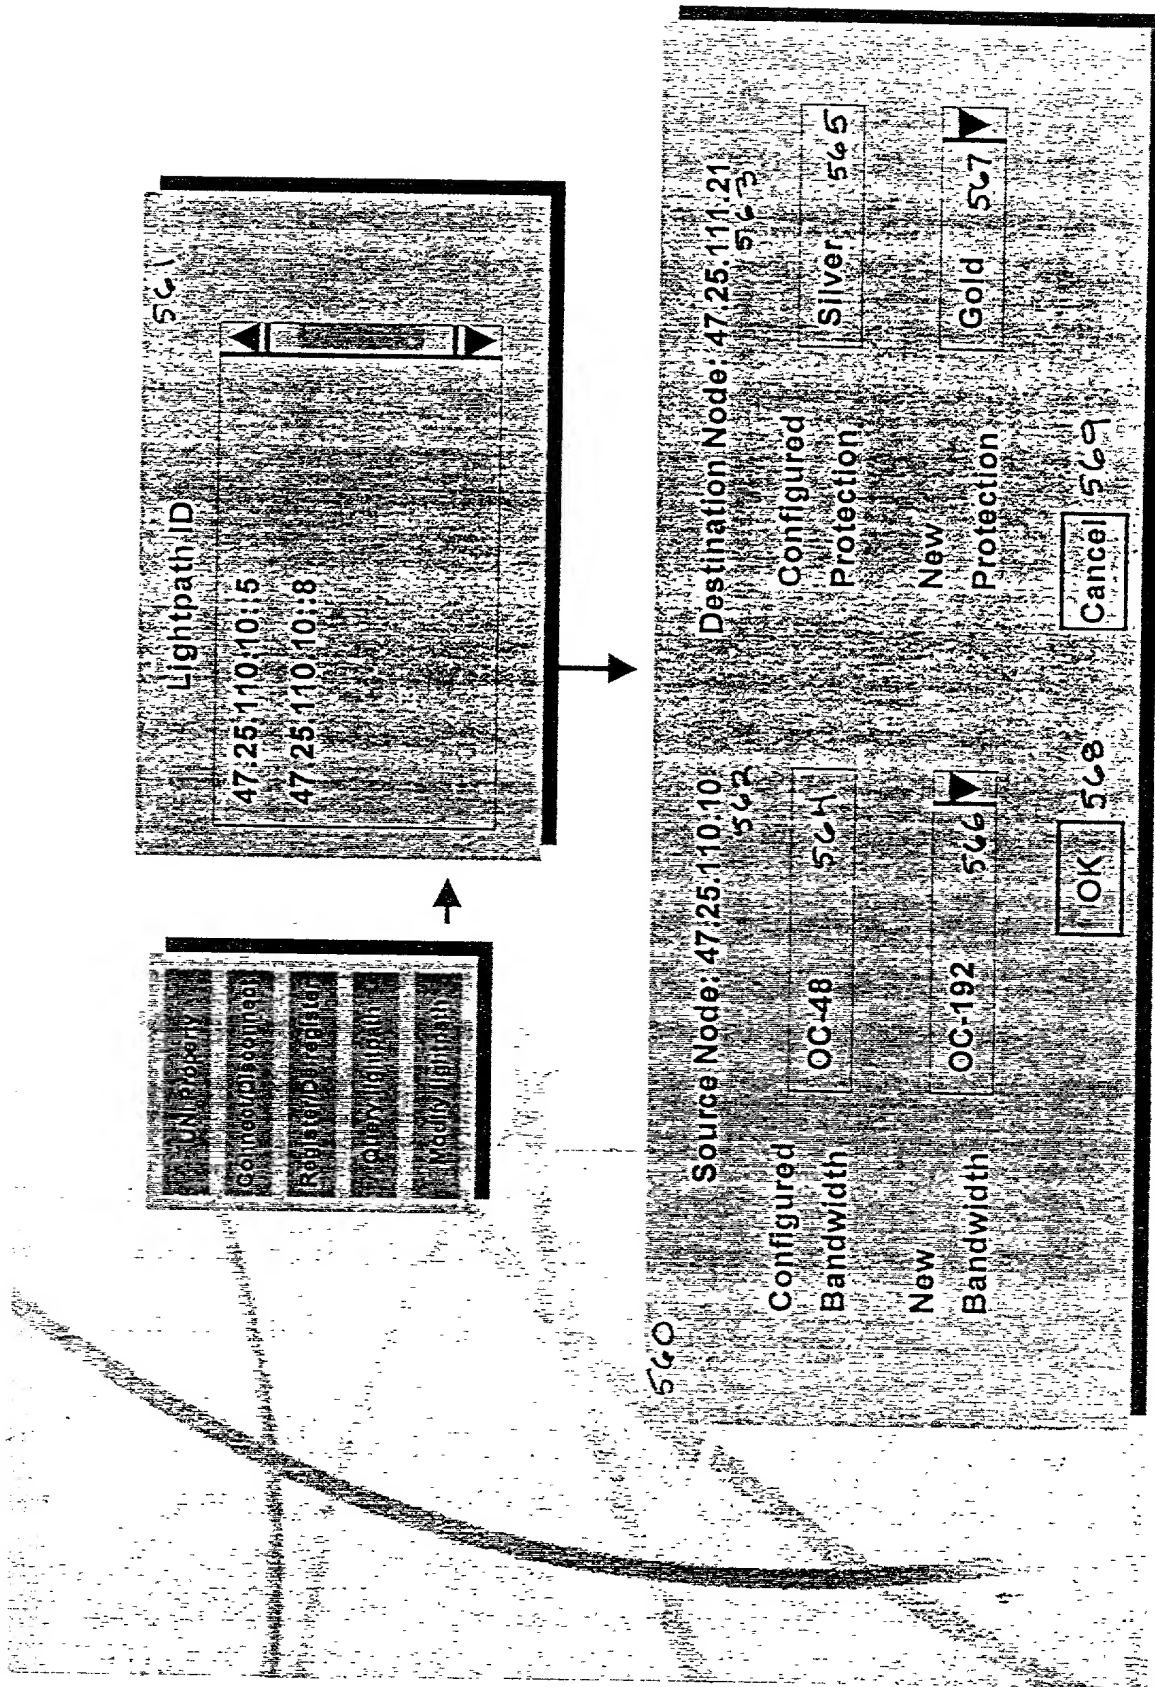 UNI Property
Connect/Disconnect
Register/Deregister
Query lightpath
Modify lightpath
Lightpath ID
561
47.25.110.10::5
47.25.110.10::8
560
Source Node: 47.25.110.10
562
Destination Node: 47.25.111.21
563
Configured
Bandwidth
OC-48 564
Configured
Protection
Silver 565
New
Bandwidth
OC-192 566
New
Protection
Gold 567
OK 568
Cancel 569